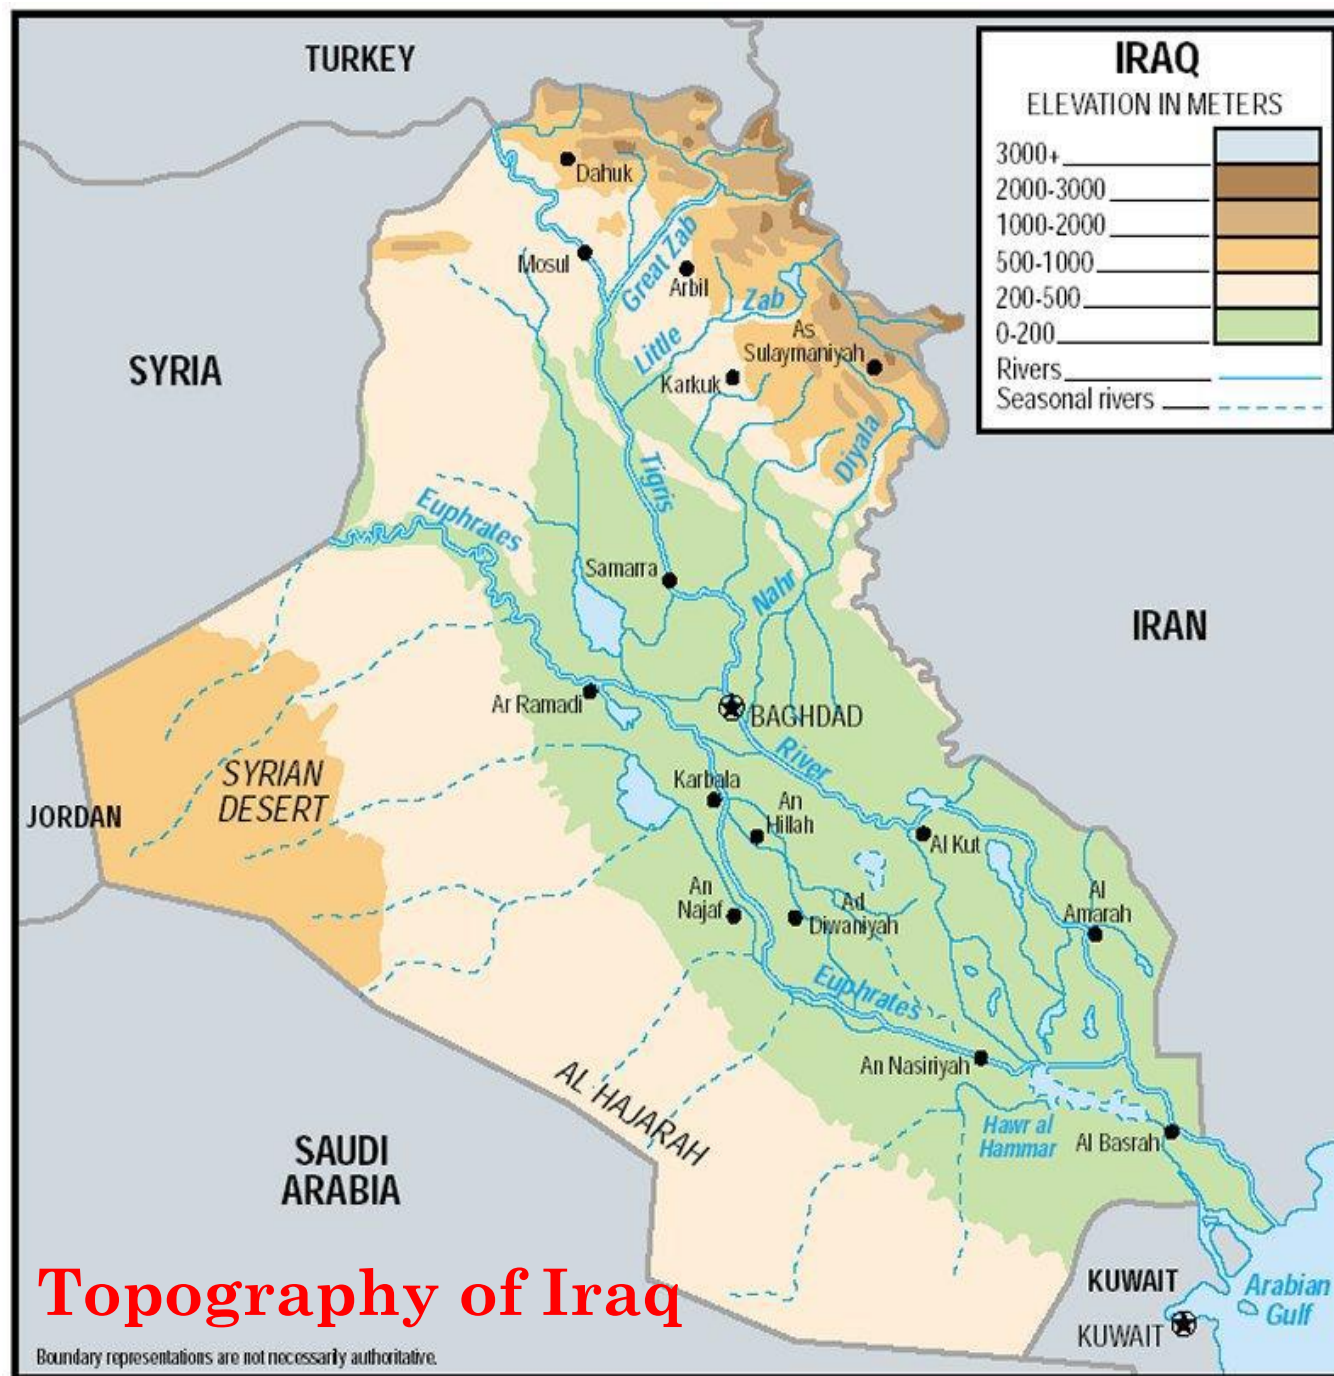 TURKEY
IRAQ
ELEVATION IN METERS
3000+
2000-3000
1000-2000
500-1000
200-500
0-200
Rivers
Seasonal rivers
Dahuk
Mosul
Great Zab
Arbil
Little Zab
As
Sulaymaniyah
Karkuk
SYRIA
Diyala
Tigris
Euphrates
Samarra
Nahr
IRAN
Ar Ramadi
BAGHDAD
River
SYRIAN
DESERT
JORDAN
Karbala
An
Hillah
Al Kut
An
Najaf
Ad
Diwaniyah
Al
Amarah
Euphrates
An Nasiriyah
AL HAJARAH
Hawr al
Hammar
Al Basrah
SAUDI
ARABIA
KUWAIT
KUWAIT
Arabian
Gulf
Topography of Iraq
Boundary representations are not necessarily authoritative.